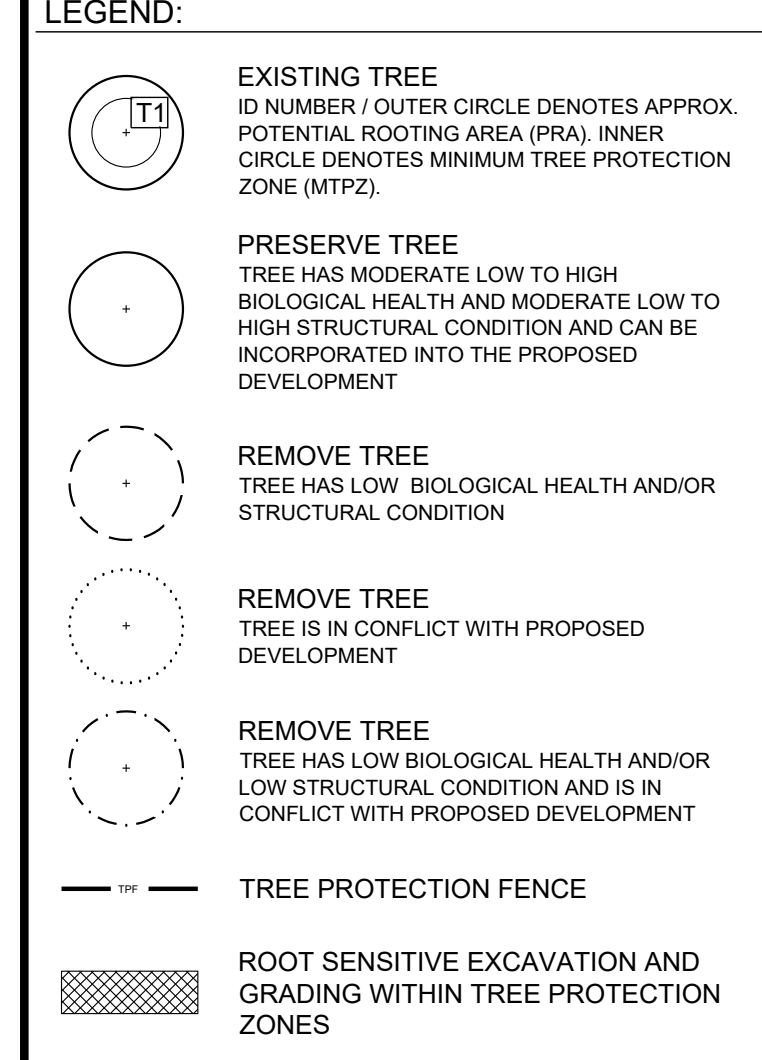 LEGEND:
EXISTING TREE
T1
ID NUMBER / OUTER CIRCLE DENOTES APPROX.
POTENTIAL ROOTING AREA (PRA). INNER
CIRCLE DENOTES MINIMUM TREE PROTECTION
ZONE (MTPZ).
PRESERVE TREE
TREE HAS MODERATE LOW TO HIGH
BIOLOGICAL HEALTH AND MODERATE LOW TO
HIGH STRUCTURAL CONDITION AND CAN BE
INCORPORATED INTO THE PROPOSED
DEVELOPMENT
REMOVE TREE
TREE HAS LOW BIOLOGICAL HEALTH AND/OR
STRUCTURAL CONDITION
REMOVE TREE
TREE IS IN CONFLICT WITH PROPOSED
DEVELOPMENT
REMOVE TREE
TREE HAS LOW BIOLOGICAL HEALTH AND/OR
LOW STRUCTURAL CONDITION AND IS IN
CONFLICT WITH PROPOSED DEVELOPMENT
TPF
TREE PROTECTION FENCE
ROOT SENSITIVE EXCAVATION AND
GRADING WITHIN TREE PROTECTION
ZONES